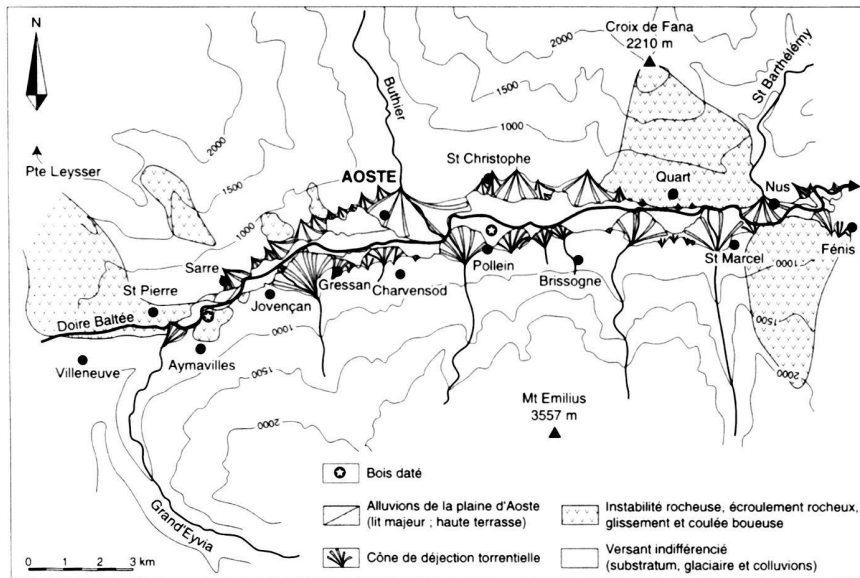 N
Croix de Fana
2210 m
2000
2000
1500
1000
St Barthélémy
Buthier
2000
1500
1000
Pte Leysser
St Christophe
AOSTE
Quart
Nus
Sarre
St Pierre
Jovençan
Gressan
Charvensod
Pollein
Brissogne
St Marcel
Fénis
1000
1500
2000
Doire Baltée
Villeneuve
Aymavilles
1000
1500
2000
Mt Emilius
3557 m
Grand'Eyvia
Bois daté
Alluvions de la plaine d'Aoste
(lit majeur ; haute terrasse)
Cône de déjection torrentielle
Instabilité rocheuse, écroulement rocheux,
glissement et coulée boueuse
Versant indifférencié
(substratum, glaciaire et colluvions)
0 1 2 3 km